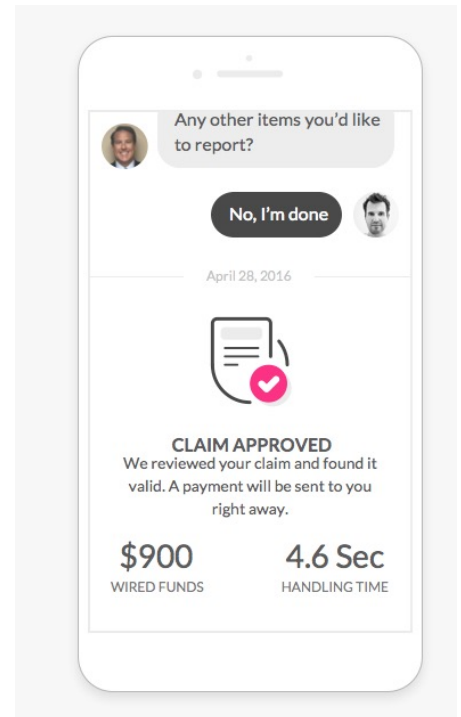 Any other items you'd like
to report?
No, I'm done
April 28, 2016
CLAIM APPROVED
We reviewed your claim and found it
valid. A payment will be sent to you
right away.
$900
4.6 Sec
WIRED FUNDS
HANDLING TIME